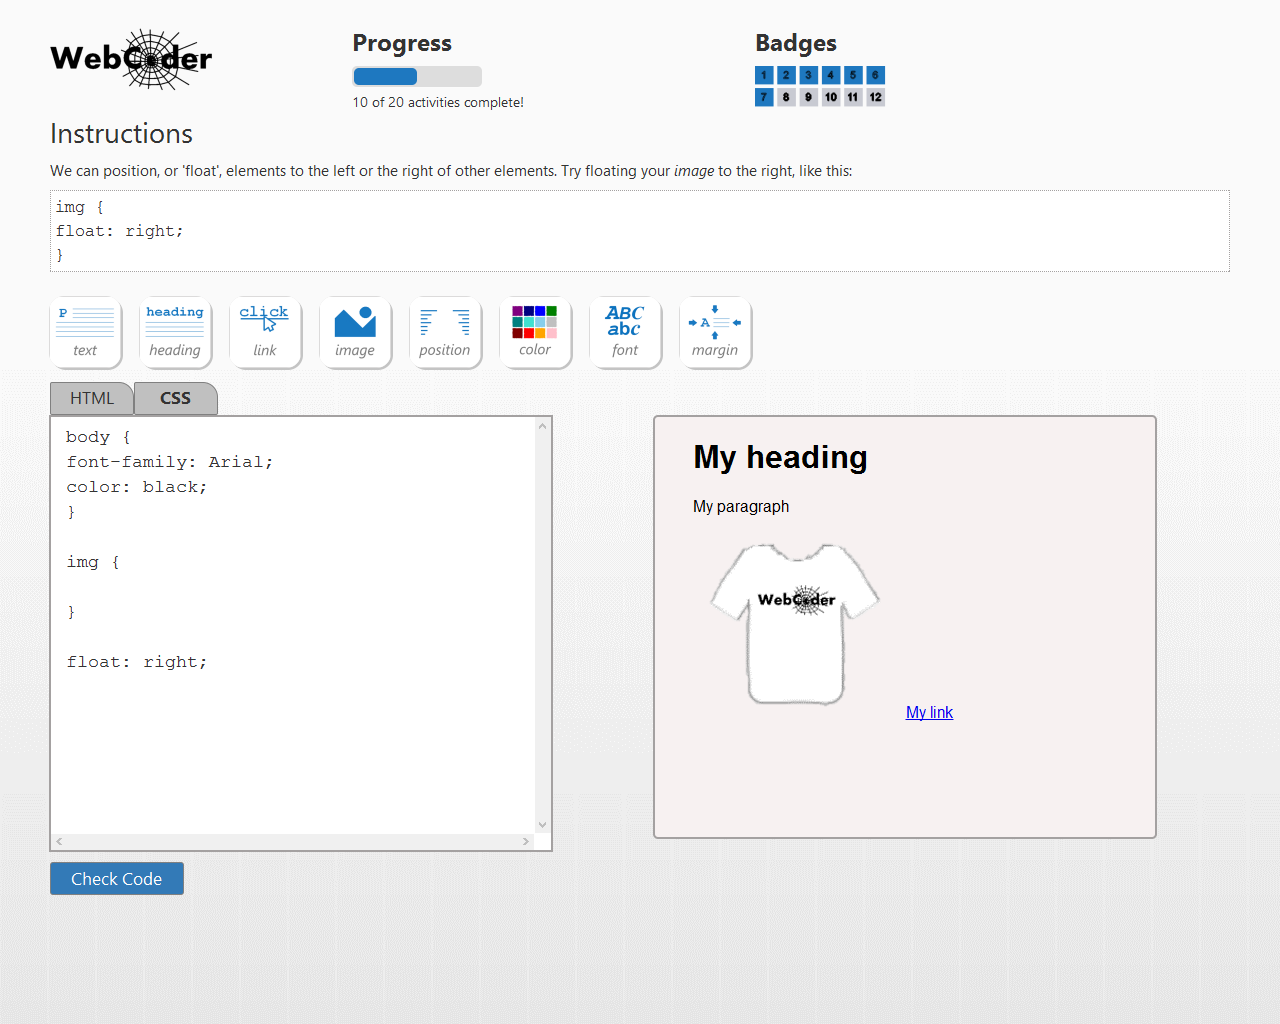 WebCoder
Progress
10 of 20 activities complete!
Badges
1 2 3 4 5 6
7 8 9 10 11 12
Instructions
We can position, or 'float', elements to the left or the right of other elements. Try floating your image to the right, like this:
img {
float: right;
}
P
text
heading
heading
click
link
image
position
color
ABC
abc
font
A
margin
HTML
CSS
body {
font-family: Arial;
color: black;
}
img {
}
float: right;
My heading
My paragraph
WebCoder
My link
Check Code